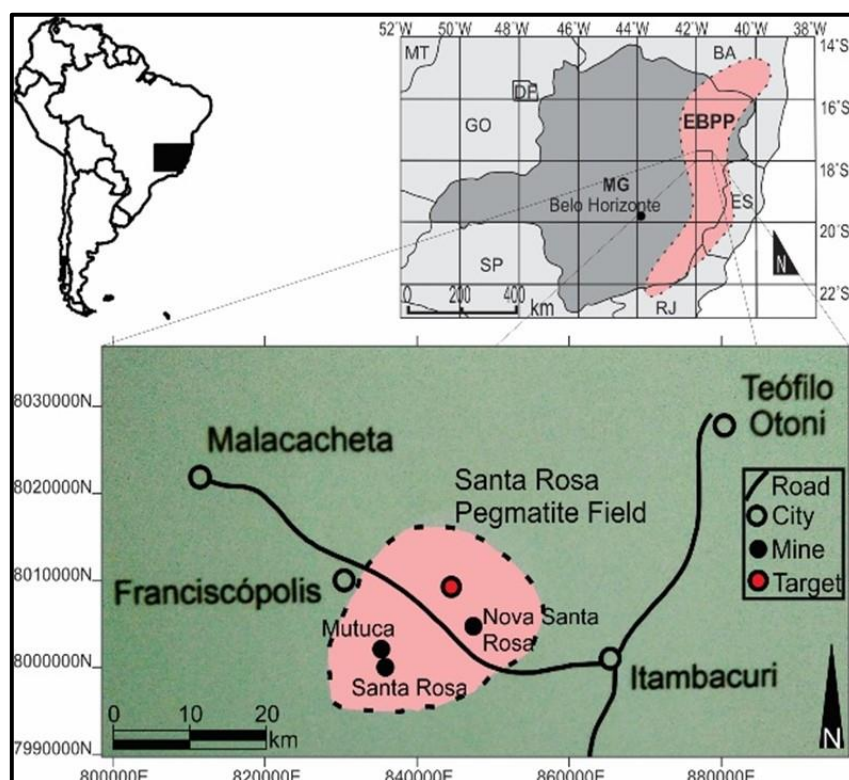 52°W 50°W 48°W 46°W 44°W 42°W 40°W 38°W
14°S
16°S
18°S
20°S
22°S
MT
BA
DF
GO
EBPP
MG
Belo Horizonte
ES
SP
RJ
N
0 200 400
km
8030000N
8020000N
8010000N
8000000N
7990000N
Teófilo
Otoni
Malacacheta
Santa Rosa
Pegmatite Field
Road
City
Mine
Target
Franciscópolis
Mutuca
Nova Santa
Rosa
Santa Rosa
Itambacuri
0 10 20
km
N
800000E 820000E 840000E 860000E 880000E